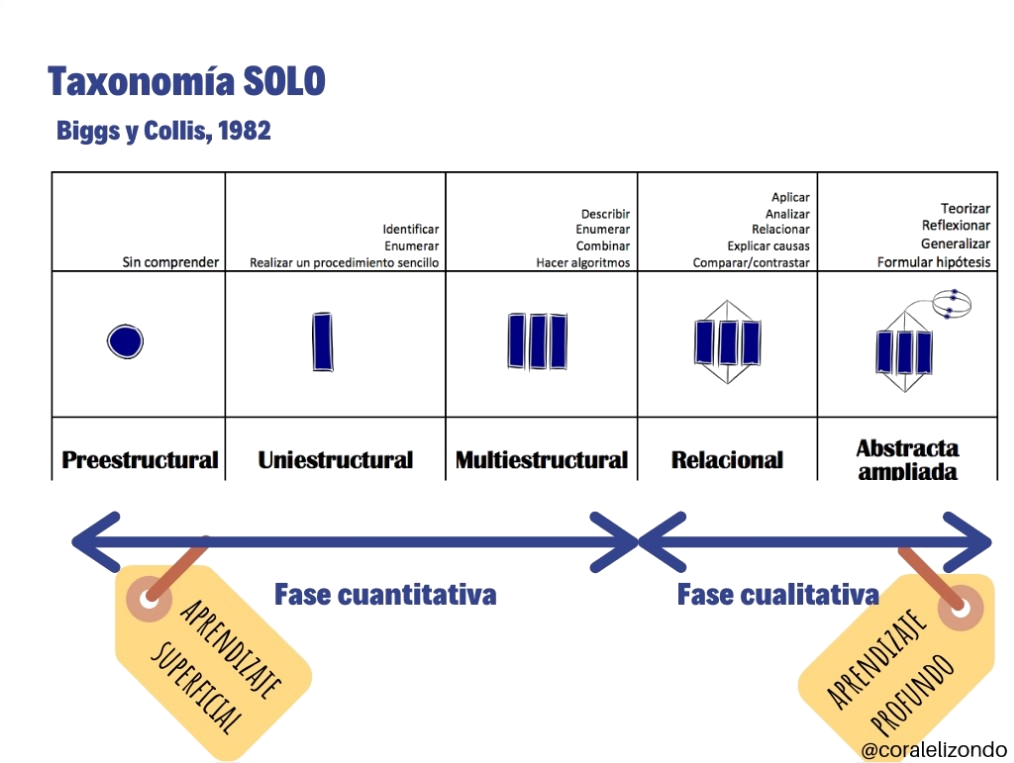 Taxonomía SOLO
Biggs y Collis, 1982
Sin comprender
Identificar
Enumerar
Realizar un procedimiento sencillo
Describir
Enumerar
Combinar
Hacer algoritmos
Aplicar
Analizar
Relacionar
Explicar causas
Comparar/contrastar
Teorizar
Reflexionar
Generalizar
Formular hipótesis
Preestructural
Uniestructural
Multiestructural
Relacional
Abstracta
ampliada
Fase cuantitativa
Fase cualitativa
APRENDIZAJE
SUPERFICIAL
APRENDIZAJE
PROFUNDO
@coralelizondo